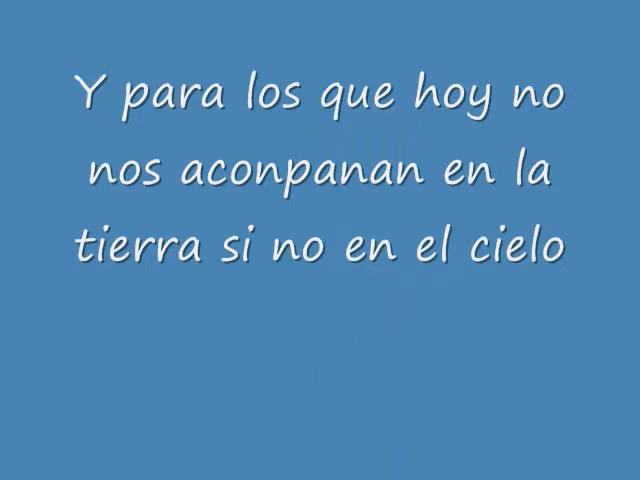 Y para los que hoy no
nos aconpanan en la
tierra si no en el cielo